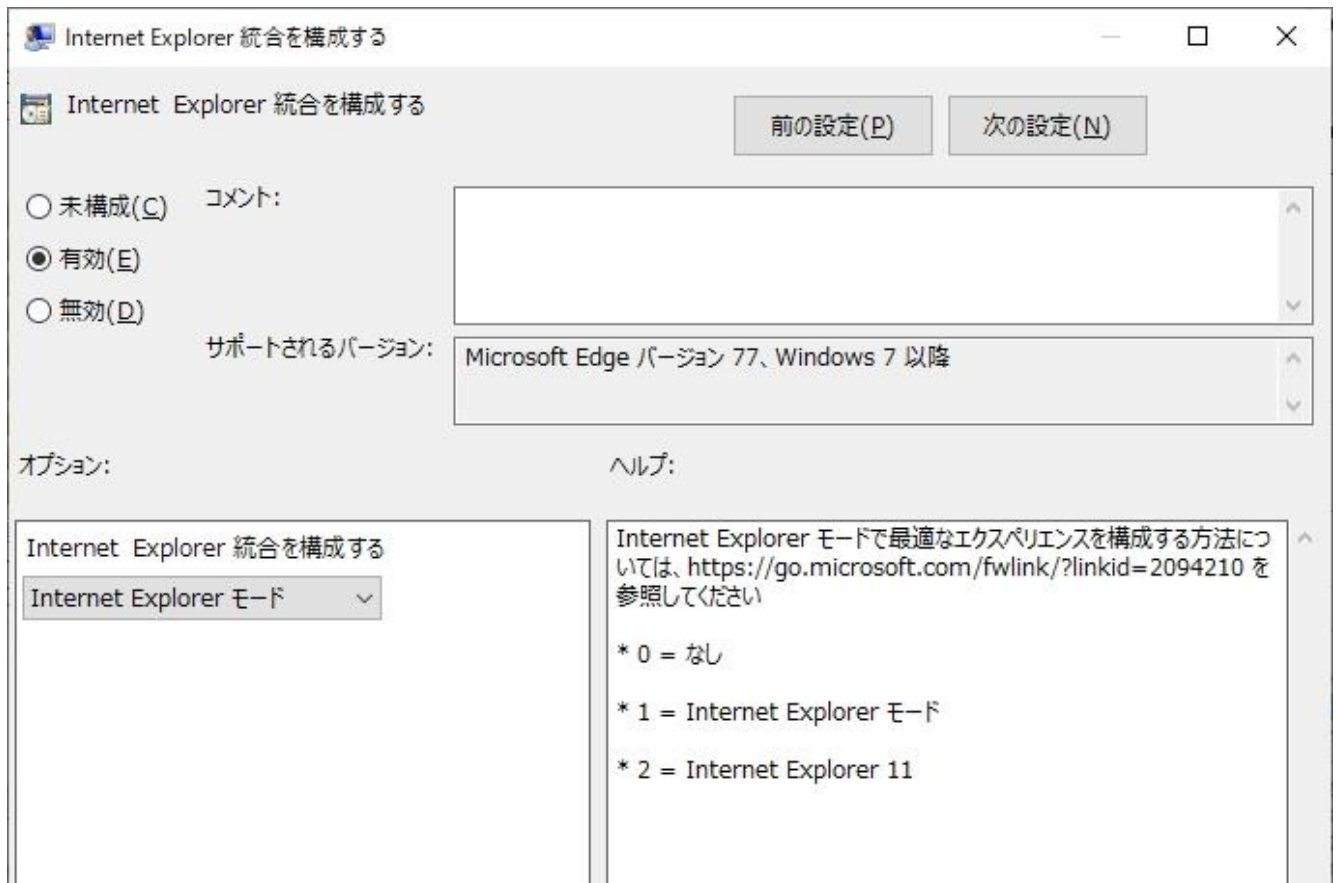 Internet Explorer 統合を構成する
Internet Explorer 統合を構成する
前の設定(P)
次の設定(N)
未構成(C)
コメント:
有効(E)
無効(D)
サポートされるバージョン:
Microsoft Edge バージョン 77、Windows 7 以降
オプション:
ヘルプ:
Internet Explorer 統合を構成する
Internet Explorer モード
Internet Explorer モードで最適なエクスペリエンスを構成する方法につ
いては、https://go.microsoft.com/fwlink/?linkid=2094210 を
参照してください
* 0 = なし
* 1 = Internet Explorer モード
* 2 = Internet Explorer 11